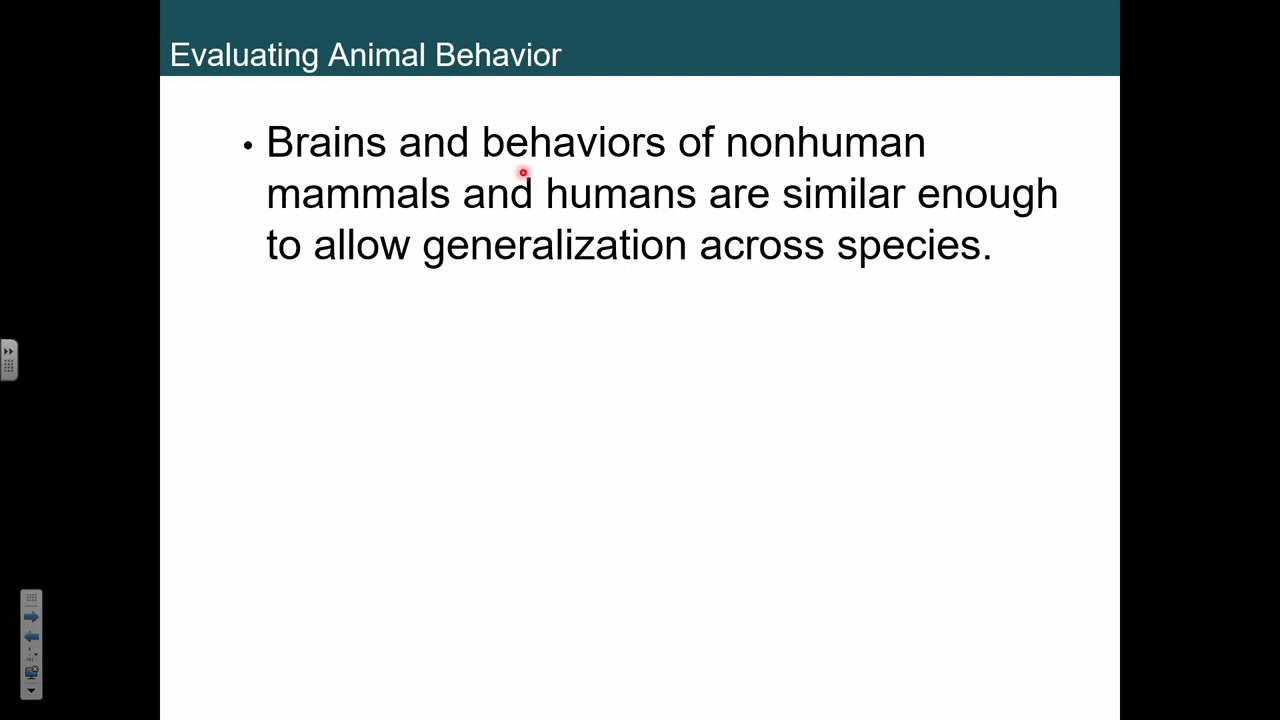 Evaluating Animal Behavior
• Brains and behaviors of nonhuman
mammals and humans are similar enough
to allow generalization across species.